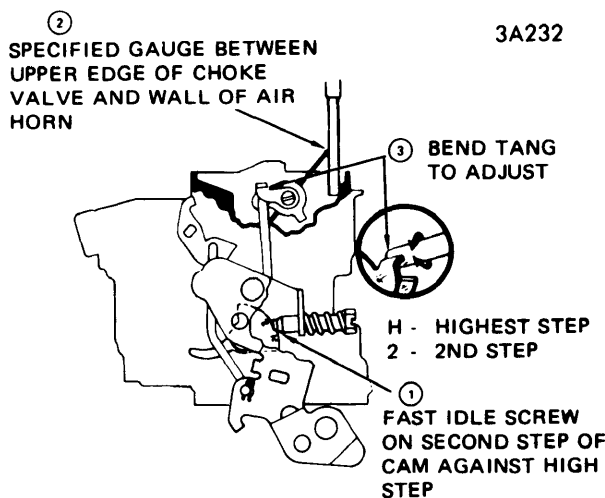 2
SPECIFIED GAUGE BETWEEN
UPPER EDGE OF CHOKE
VALVE AND WALL OF AIR
HORN
3A232
3 BEND TANG
TO ADJUST
H - HIGHEST STEP
2 - 2ND STEP
1
FAST IDLE SCREW
ON SECOND STEP OF
CAM AGAINST HIGH
STEP